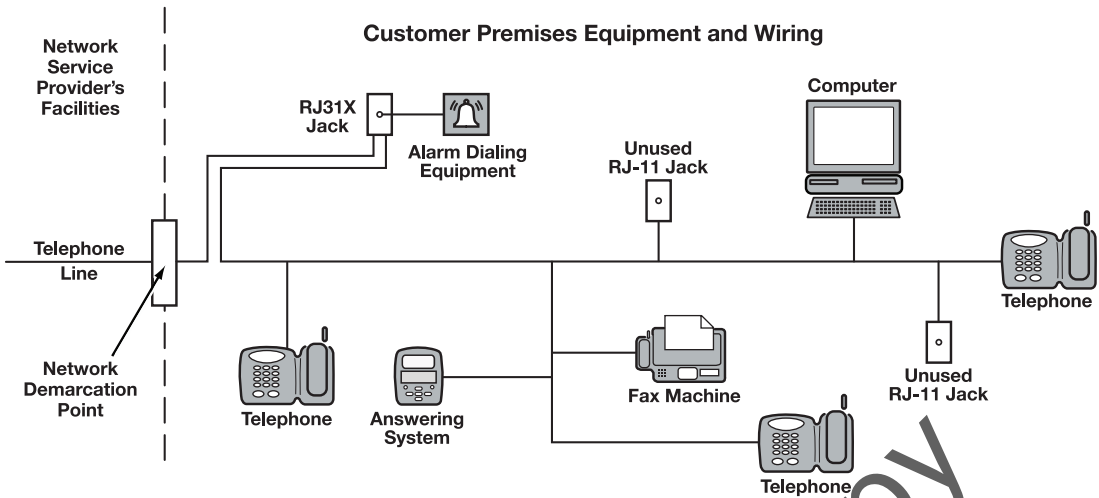 Customer Premises Equipment and Wiring
Network
Service
Provider's
Facilities
RJ31X
Jack
Alarm Dialing
Equipment
Unused
RJ-11 Jack
Computer
Telephone
Line
Telephone
Network
Demarcation
Point
Telephone
Answering
System
Fax Machine
Unused
RJ-11 Jack
Telephone